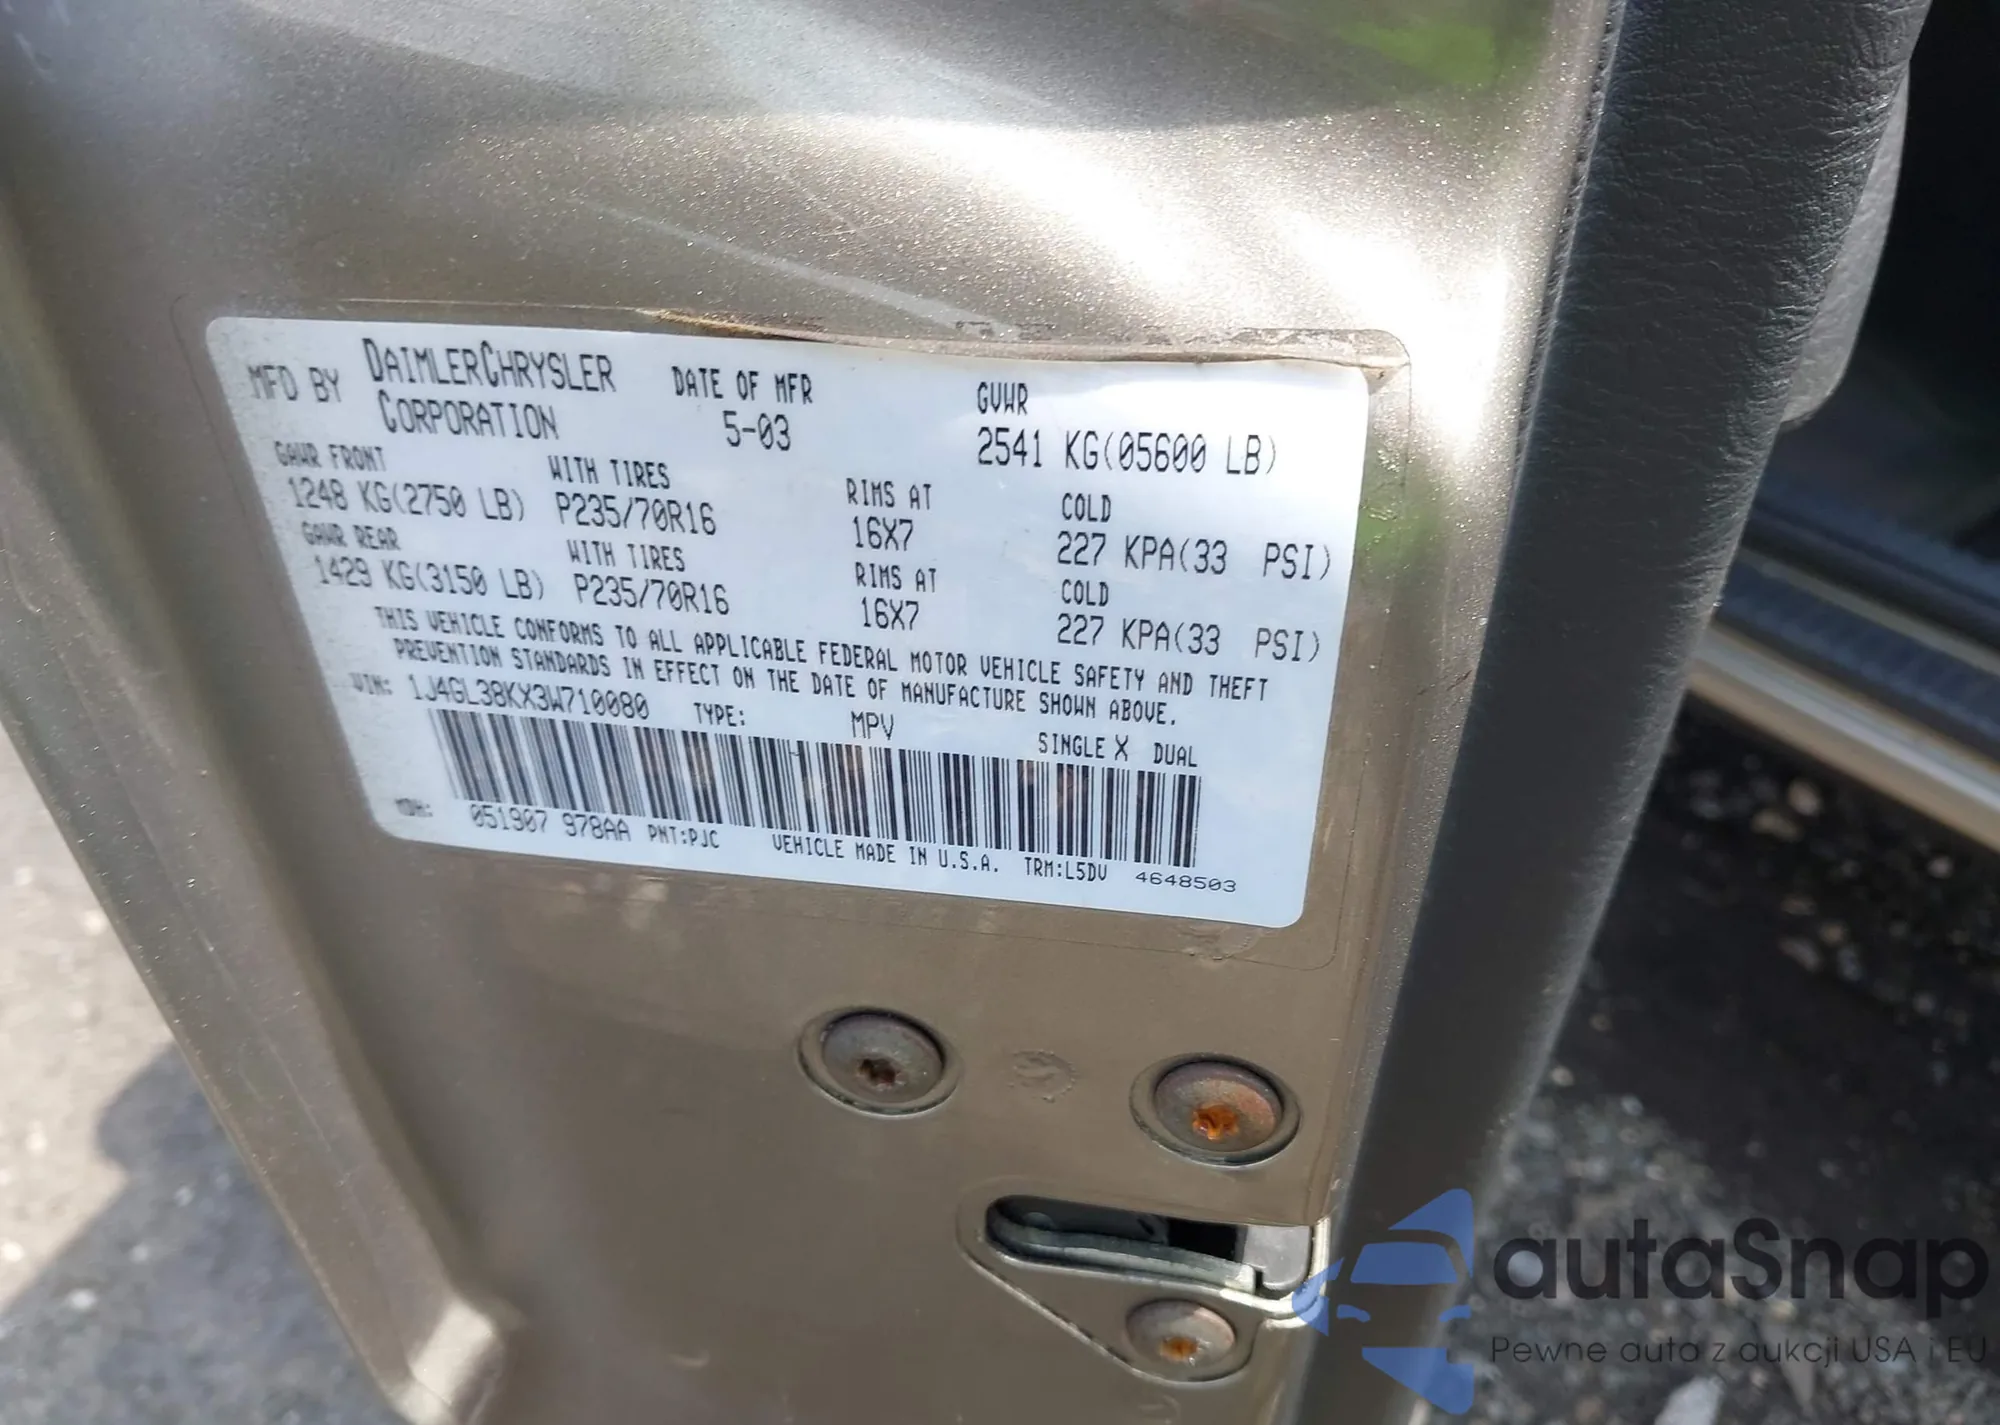 MFD BY DAIMLERCHRYSLER CORPORATION DATE OF MFR 5-03 GVWR 2541 KG(05600 LB)
GAWR FRONT WITH TIRES RIMS AT COLD
1248 KG(2750 LB) P235/70R16 16X7 227 KPA(33 PSI)
GAWR REAR WITH TIRES RIMS AT COLD
1429 KG(3150 LB) P235/70R16 16X7 227 KPA(33 PSI)
THIS VEHICLE CONFORMS TO ALL APPLICABLE FEDERAL MOTOR VEHICLE SAFETY AND THEFT
PREVENTION STANDARDS IN EFFECT ON THE DATE OF MANUFACTURE SHOWN ABOVE.
VIN: 1J4GL38KX3W710080 TYPE: MPV SINGLE X DUAL
MDH: 051907 978AA PNT:PJC VEHICLE MADE IN U.S.A. TRM:L5DV 4648503
autoSnap
Pewne auta z aukcji USA i EU